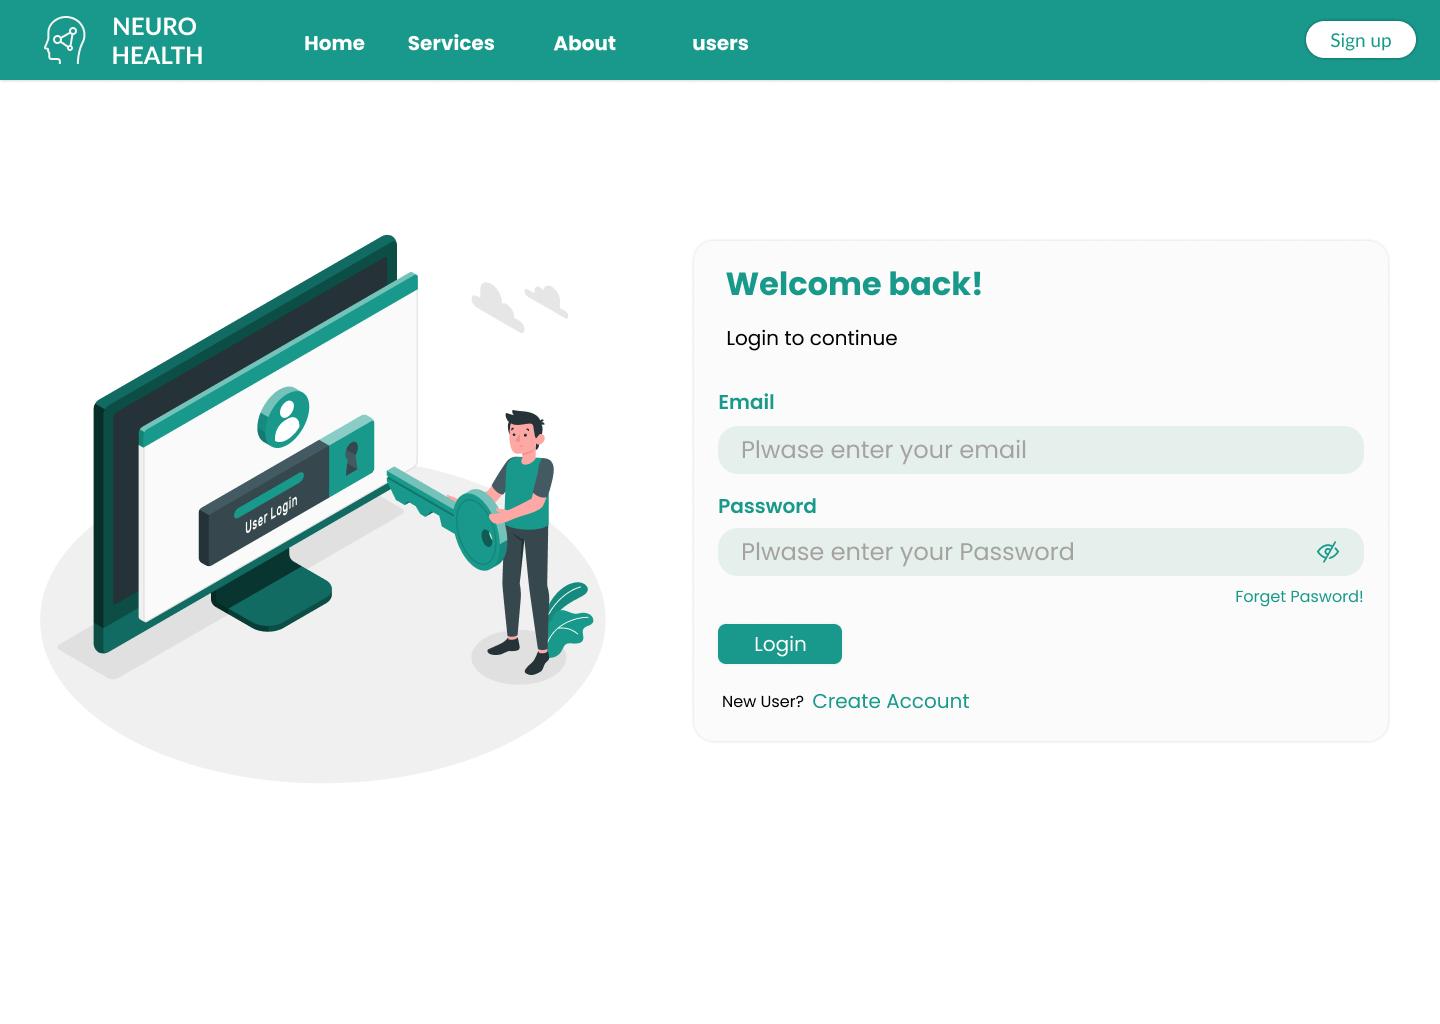 NEURO
HEALTH
Home Services About users
Sign up
User Login
Welcome back!
Login to continue
Email
Plwase enter your email
Password
Plwase enter your Password
Forget Pasword!
Login
New User? Create Account